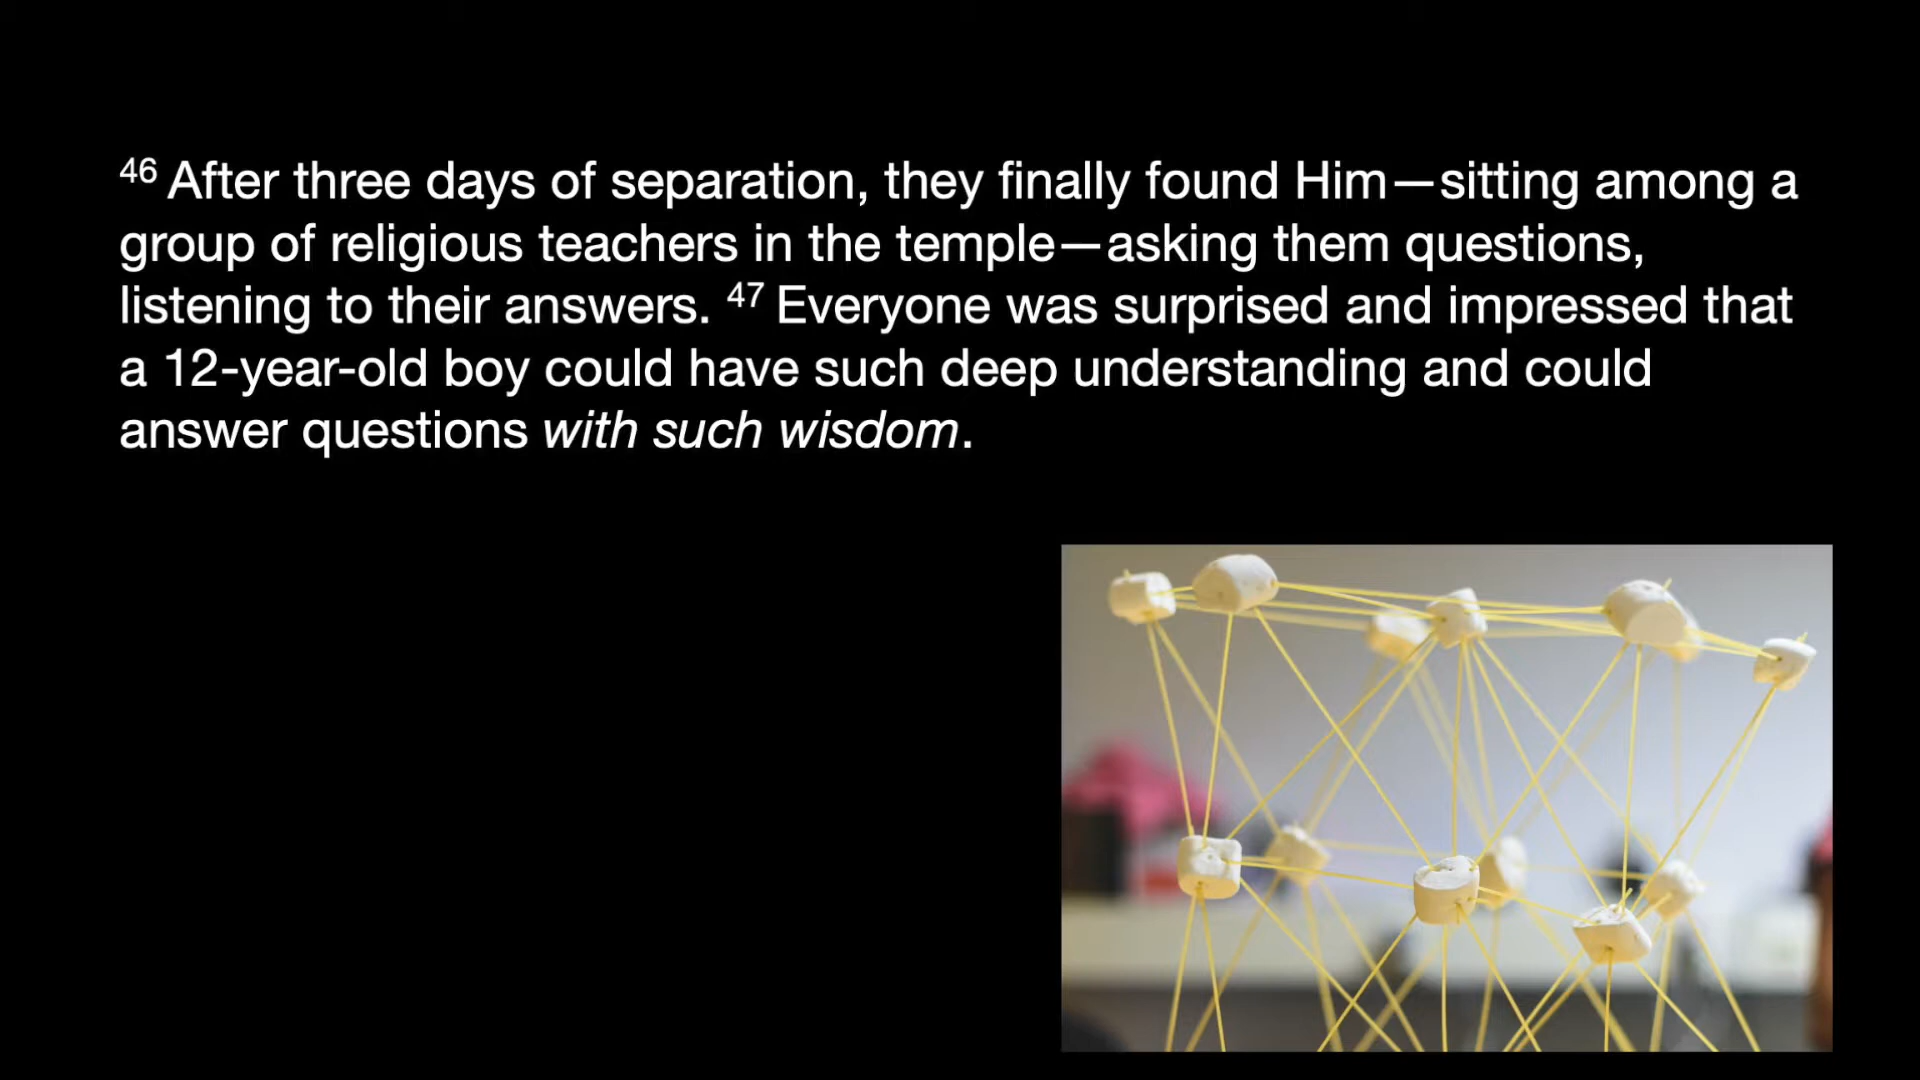 46 After three days of separation, they finally found Him—sitting among a
group of religious teachers in the temple—asking them questions,
listening to their answers. 47 Everyone was surprised and impressed that
a 12-year-old boy could have such deep understanding and could
answer questions with such wisdom.